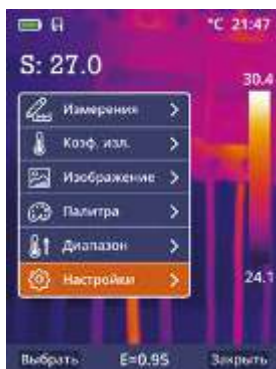 °C 21:47
S: 27.0
30.4
Измерения
Коэф. изл.
Изображение
Палитра
Диапазон
Настройки
24.1
Выбрать E=0.95 Закрыть